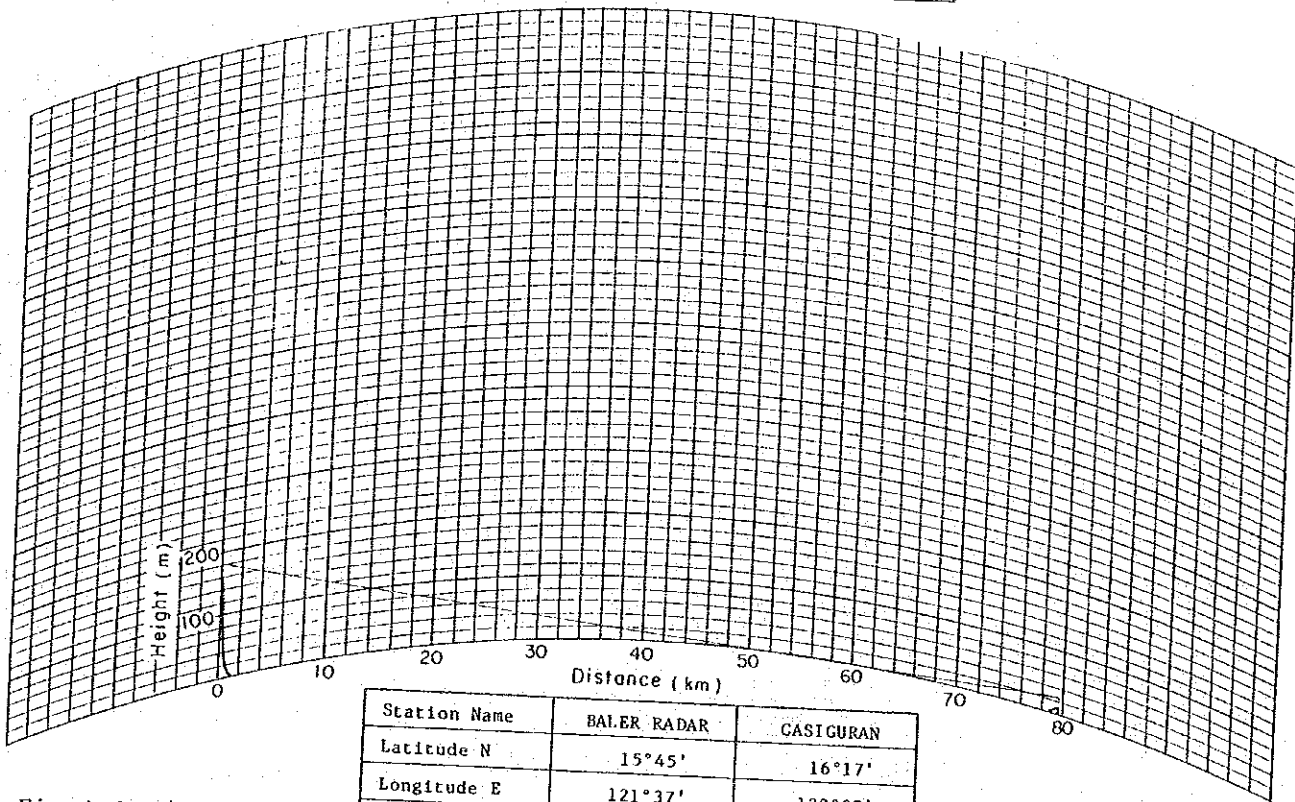 Height (m)
200
100
0 10 20 30 40 50 60 70 80
Distance (km)
Station Name BALER RADAR CASIGURAN
Latitude N 15°45' 16°17'
Longitude E 121°37'